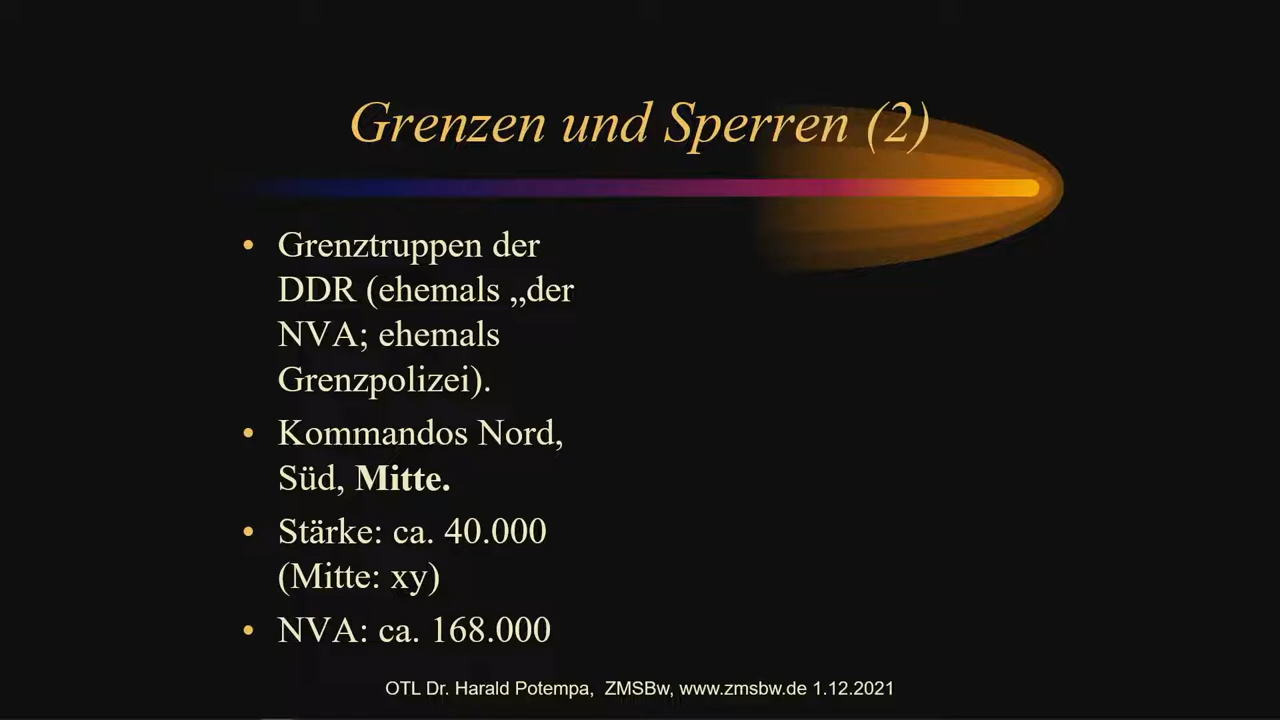 Grenzen und Sperren (2)
• Grenztruppen der
DDR (ehemals „der
NVA; ehemals
Grenzpolizei).
• Kommandos Nord,
Süd, Mitte.
• Stärke: ca. 40.000
(Mitte: xy)
• NVA: ca. 168.000
OTL Dr. Harald Potempa, ZMSBw, www.zmsbw.de 1.12.2021